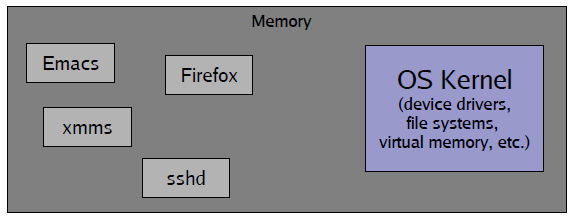 Memory
Emacs
Firefox
xmms
sshd
OS Kernel
(device drivers,
file systems,
virtual memory, etc.)